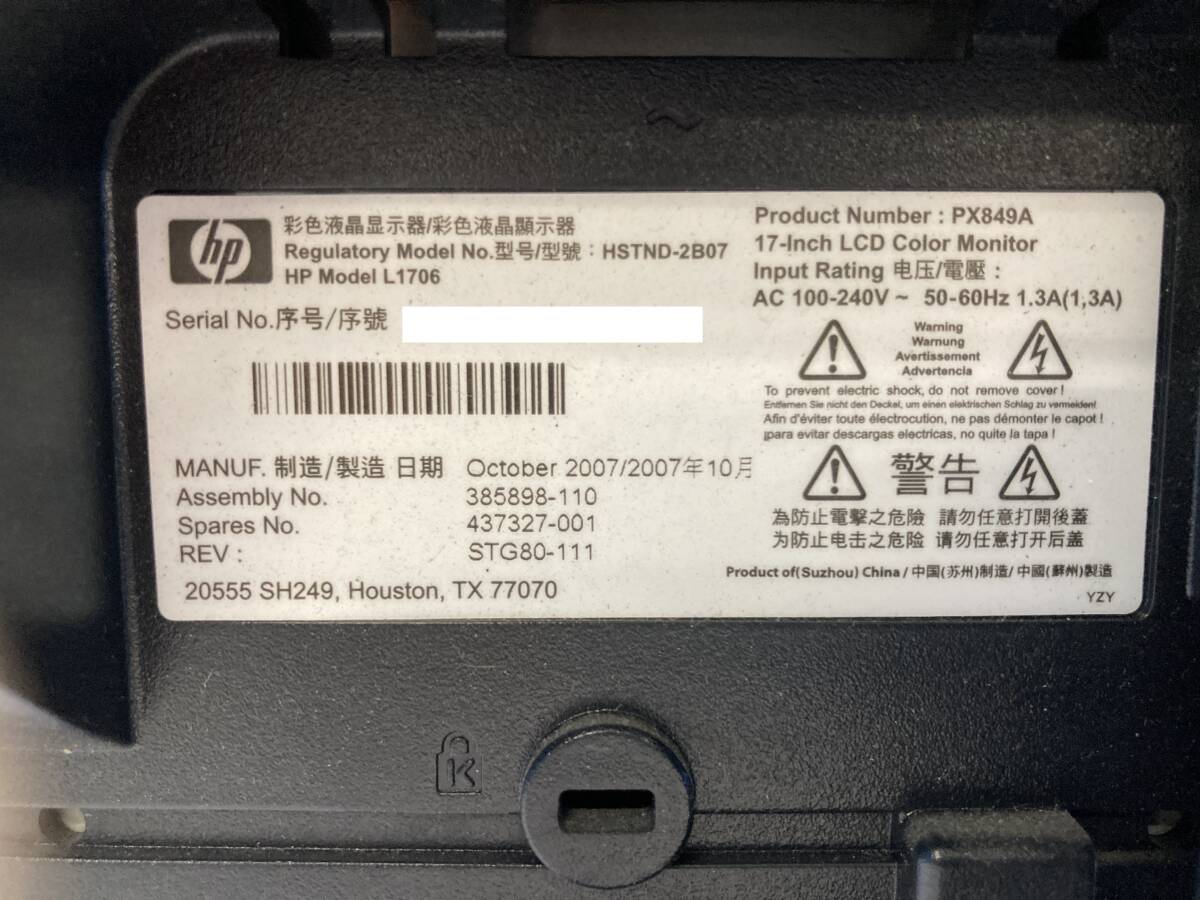 hp
彩色液晶显示器/彩色液晶顯示器
Regulatory Model No.型号/型號：HSTND-2B07
HP Model L1706
Serial No.序号/序號
MANUF. 制造/製造 日期 October 2007/2007年10月
Assembly No. 385898-110
Spares No. 437327-001
REV : STG80-111
20555 SH249, Houston, TX 77070
Product Number : PX849A
17-Inch LCD Color Monitor
Input Rating 电压/電壓：
AC 100-240V ~ 50-60Hz 1.3A(1,3A)
Warning
Warnung
Avertissement
Advertencia
To prevent electric shock, do not remove cover !
Entfernen Sie nicht den Deckel, um einen elektrischen Schlag zu vermeiden!
Afin d'éviter toute électrocution, ne pas démonter le capot !
¡para evitar descargas electricas, no quite la tapa !
警告
為防止電擊之危險 請勿任意打開後蓋
为防止电击之危险 请勿任意打开后盖
Product of(Suzhou) China / 中国(苏州)制造/ 中國(蘇州)製造
YZY
K